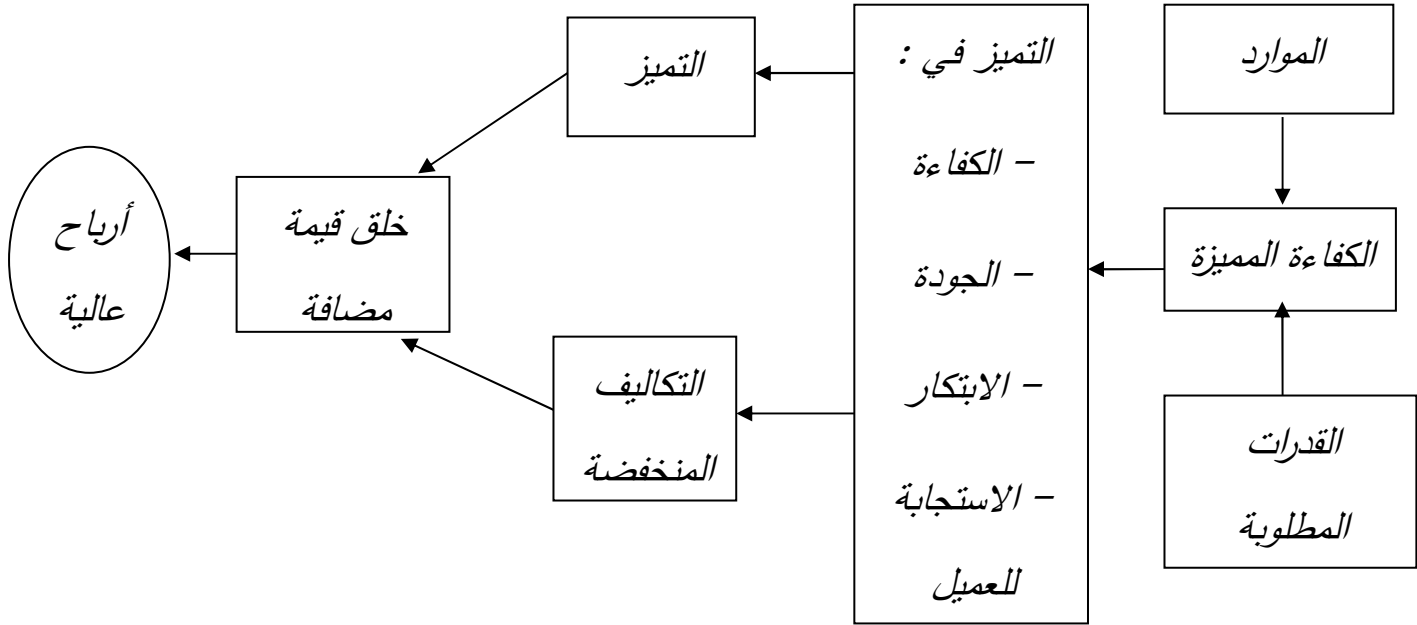 الموارد
الكفاءة المميزة
القدرات
المطلوبة
التميز في :
- الكفاءة
- الجودة
- الابتكار
- الاستجابة
للعميل
التميز
التكاليف
المنخفضة
خلق قيمة
مضافة
أرباح
عالية